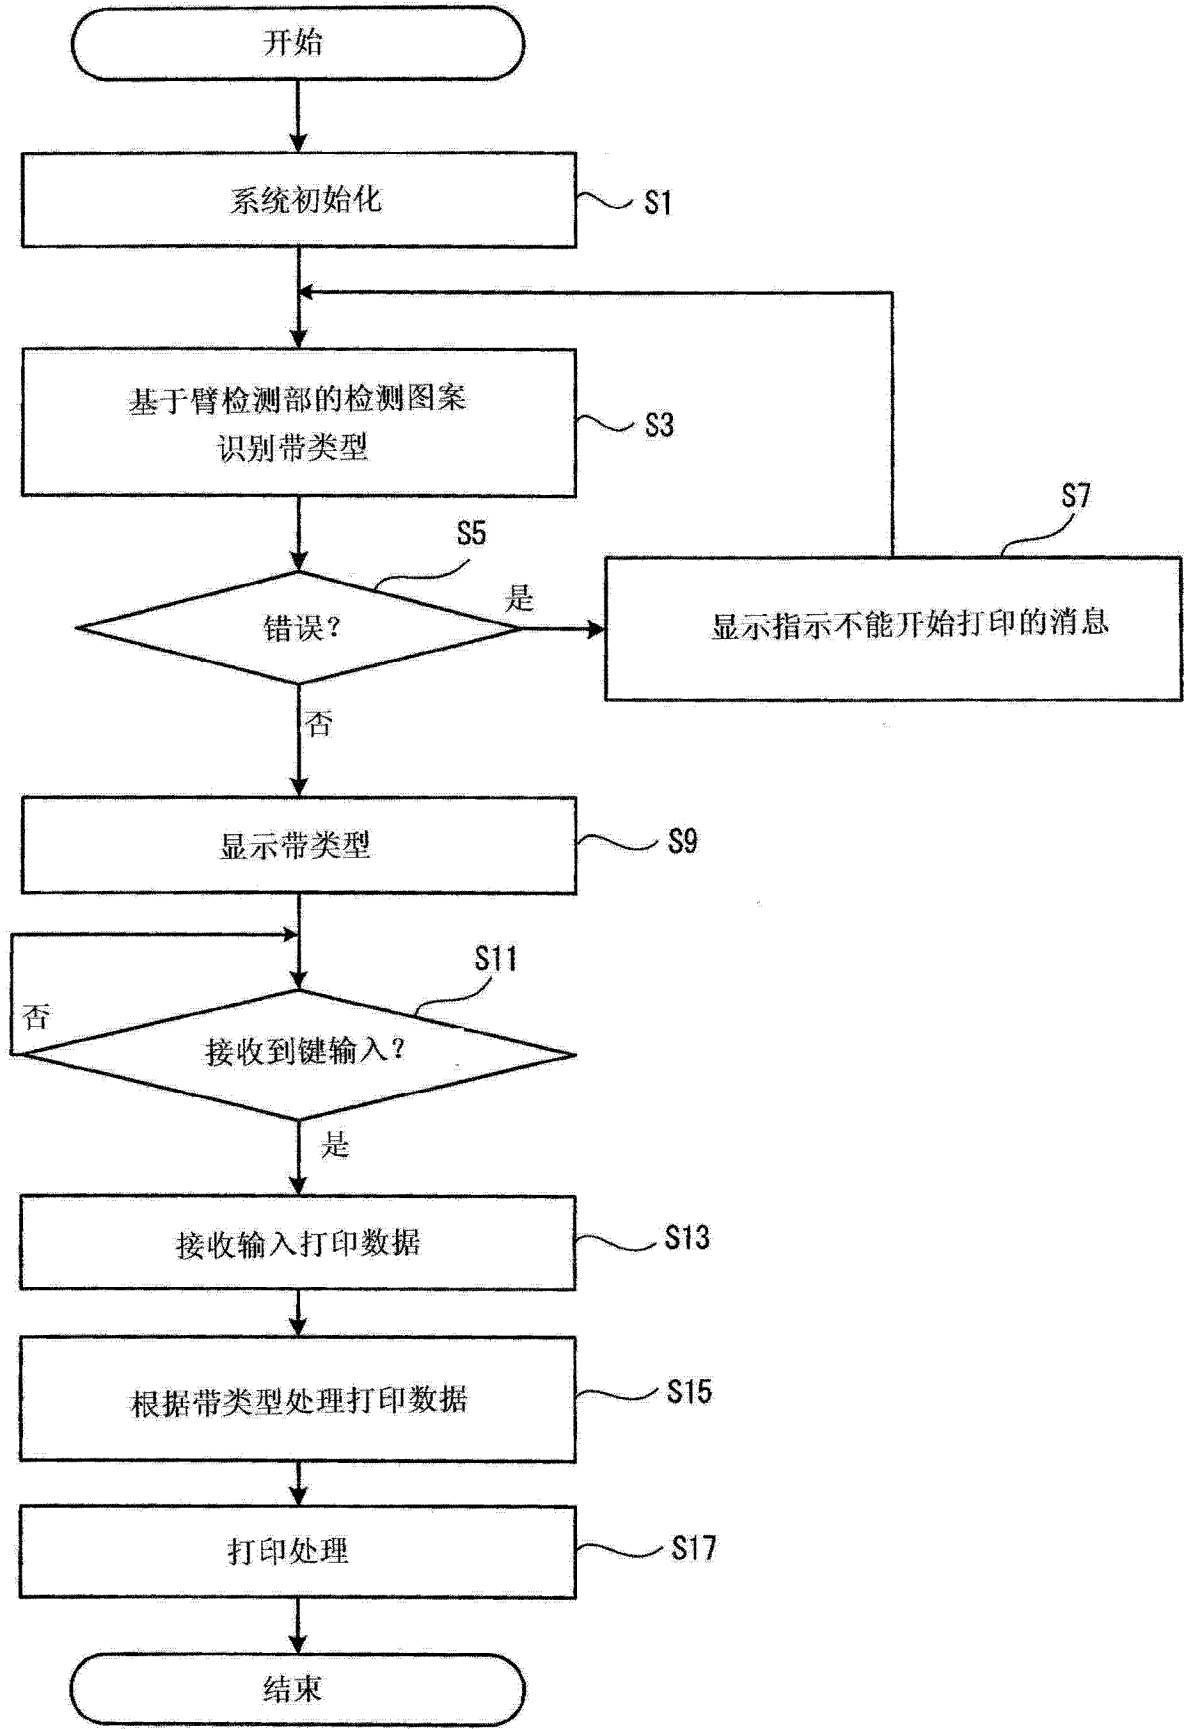 开始
系统初始化
S1
基于臂检测部的检测图案
识别带类型
S3
S7
S5
错误?
是
显示指示不能开始打印的消息
否
显示带类型
S9
S11
否
接收到键输入?
是
接收输入打印数据
S13
根据带类型处理打印数据
S15
打印处理
S17
结束